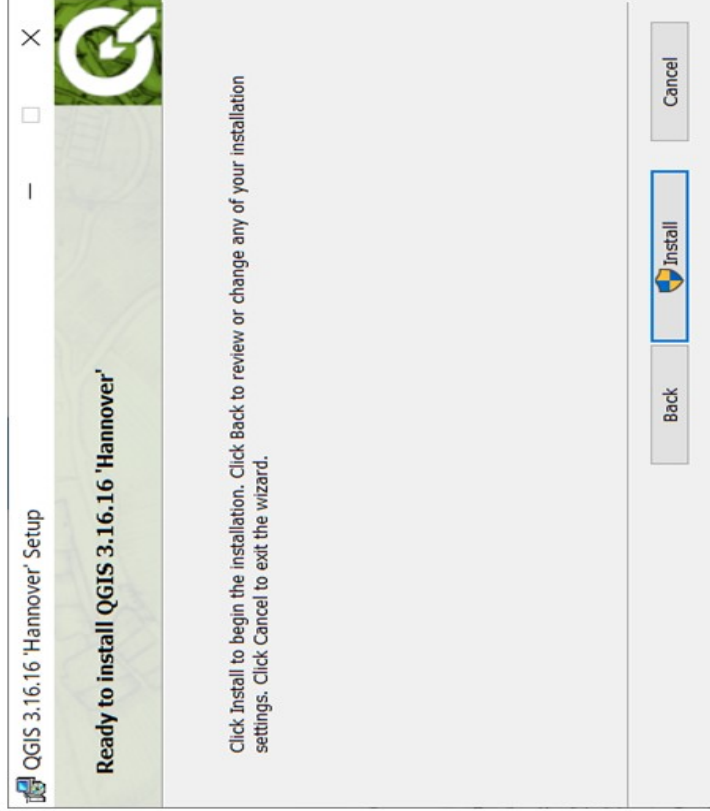 QGIS 3.16.16 'Hannover' Setup
Ready to install QGIS 3.16.16 'Hannover'
Click Install to begin the installation. Click Back to review or change any of your installation
settings. Click Cancel to exit the wizard.
Back
Install
Cancel